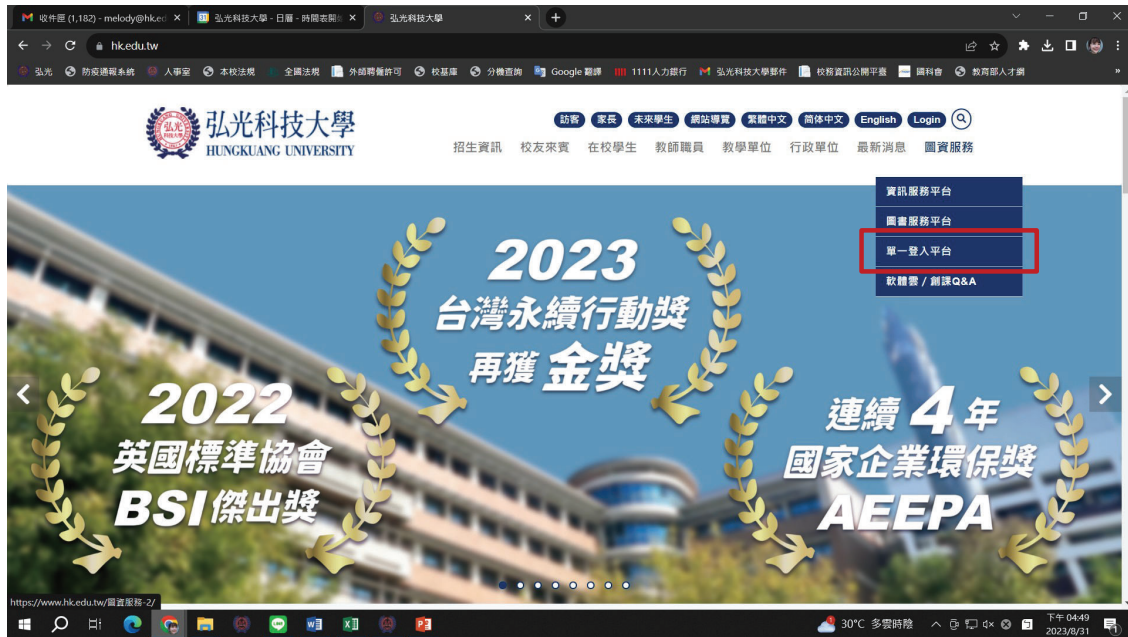 收件匣 (1,182) - melody@hk.ed
弘光科技大學 - 日曆 - 時間表開
弘光科技大學
hk.edu.tw
弘光 防疫通報系統 人事室 本校法規 全國法規 外師聘僱許可 校基庫 分機查詢 Google 翻譯 1111人力銀行 弘光科技大學郵件 校務資訊公開平臺 國科會 教育部人才網 »
弘光科技大學
HUNGKUANG UNIVERSITY
訪客 家長 未來學生 網站導覽 繁體中文 简体中文 English Login
招生資訊 校友來賓 在校學生 教師職員 教學單位 行政單位 最新消息 圖資服務
資訊服務平台
圖書服務平台
單一登入平台
軟體雲 / 創課Q&A
2023
台灣永續行動獎
再獲 金獎
2022
英國標準協會
BSI傑出獎
連續 4 年
國家企業環保獎
AEEPA
https://www.hk.edu.tw/圖資服務-2/
30°C 多雲時陰
下午 04:49
2023/8/31